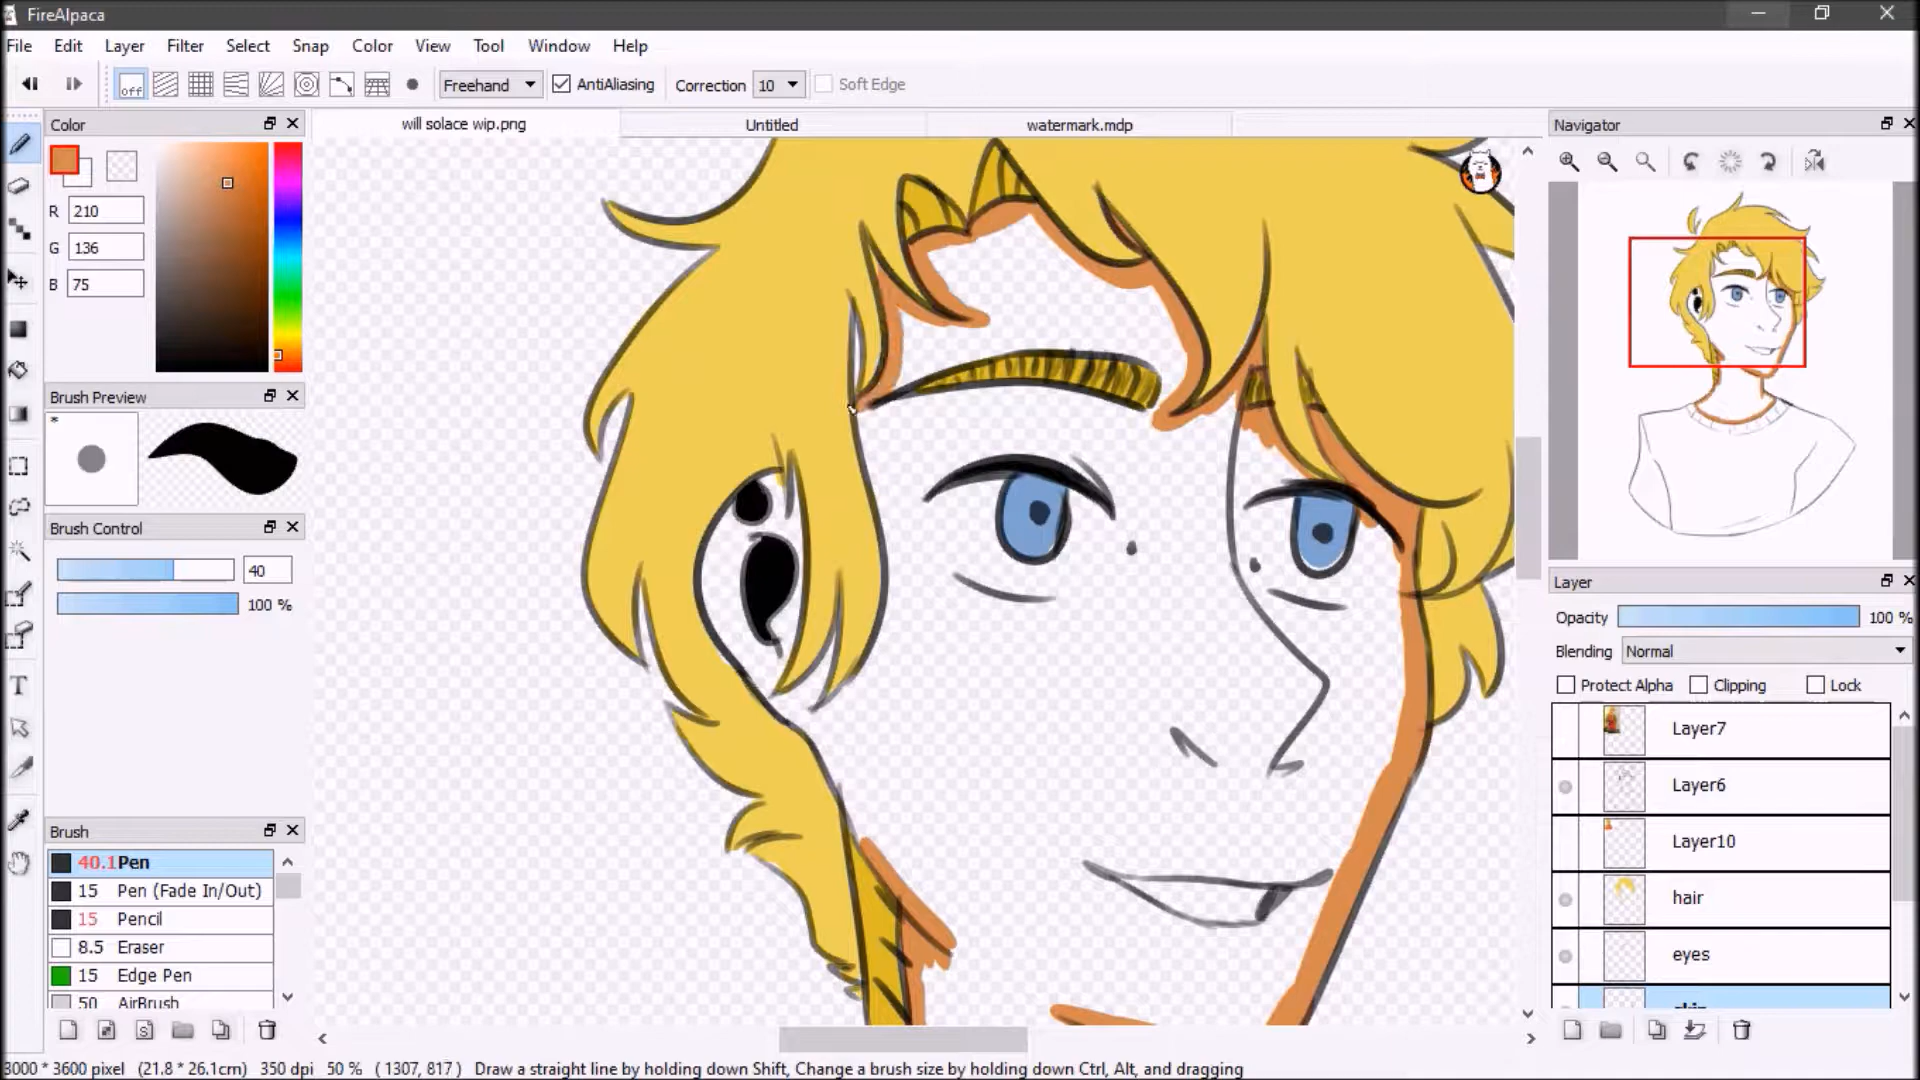 FireAlpaca
File Edit Layer Filter Select Snap Color View Tool Window Help
off Freehand AntiAliasing Correction 10 Soft Edge
Color
will solace wip.png Untitled watermark.mdp
Navigator
R 210
G 136
B 75
Brush Preview
*
Brush Control
40
100 %
Layer
Opacity 100 %
Blending Normal
Protect Alpha Clipping Lock
Layer7
Layer6
Layer10
hair
eyes
Brush
40.1 Pen
15 Pen (Fade In/Out)
15 Pencil
8.5 Eraser
15 Edge Pen
50 AirBrush
T
3000 * 3600 pixel (21.8 * 26.1cm) 350 dpi 50 % ( 1307, 817 ) Draw a straight line by holding down Shift, Change a brush size by holding down Ctrl, Alt, and dragging